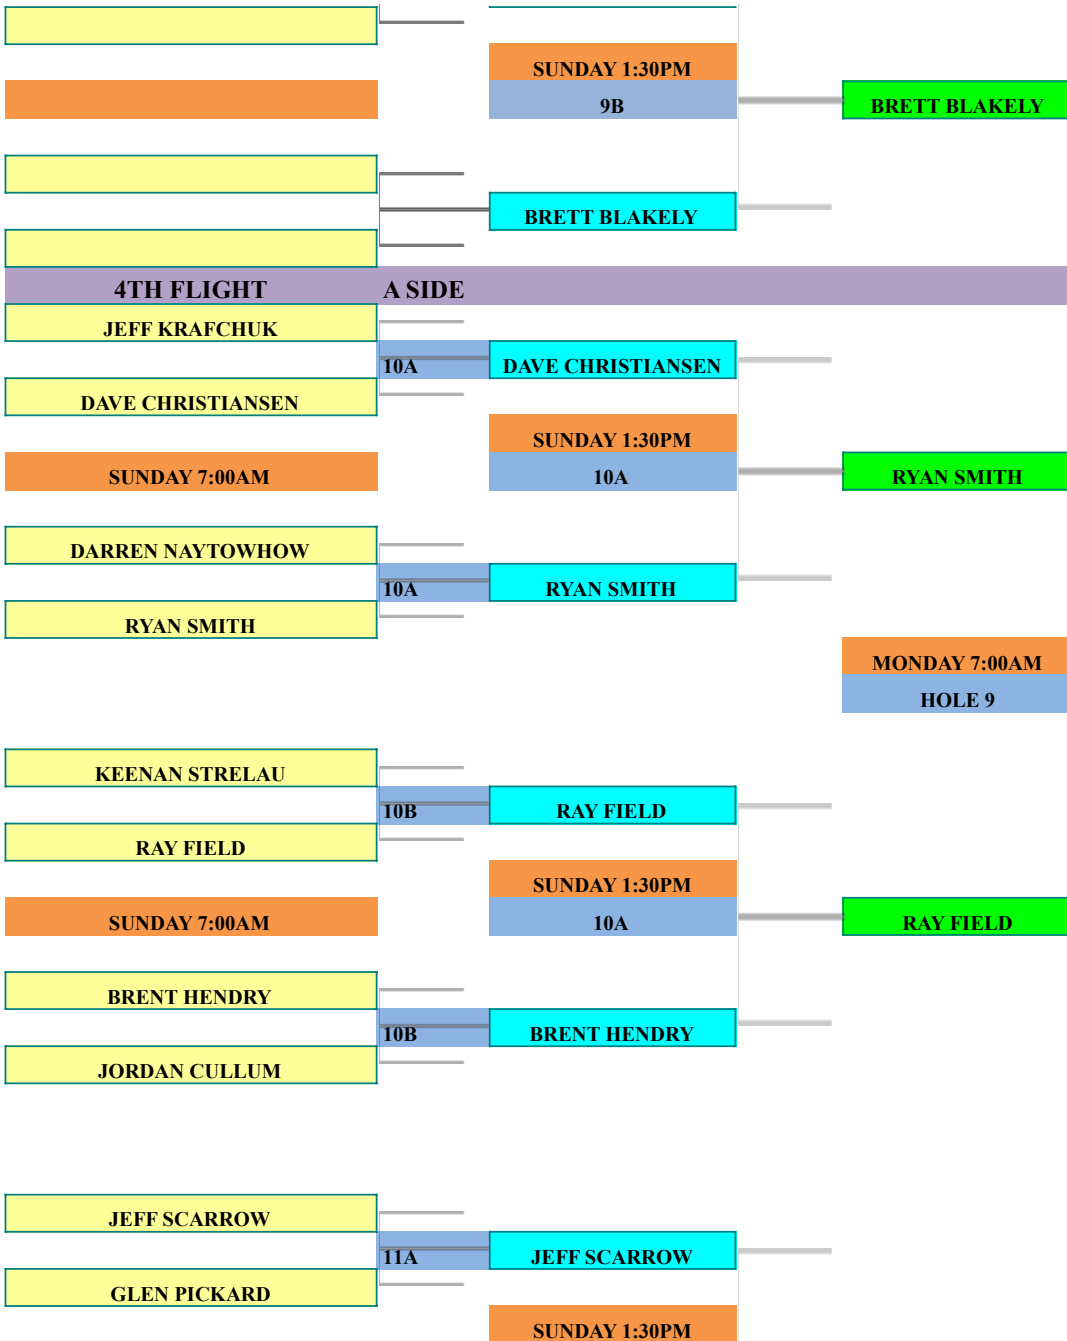 SUNDAY 1:30PM
9B
BRETT BLAKELY
BRETT BLAKELY
4TH FLIGHT A SIDE
JEFF KRAFCHUK
10A DAVE CHRISTIANSEN
DAVE CHRISTIANSEN
SUNDAY 1:30PM
SUNDAY 7:00AM 10A RYAN SMITH
DARREN NAYTOWHOW
10A RYAN SMITH
RYAN SMITH
MONDAY 7:00AM
HOLE 9
KEENAN STRELAU
10B RAY FIELD
RAY FIELD
SUNDAY 1:30PM
SUNDAY 7:00AM 10A RAY FIELD
BRENT HENDRY
10B BRENT HENDRY
JORDAN CULLUM
JEFF SCARROW
11A JEFF SCARROW
GLEN PICKARD
SUNDAY 1:30PM